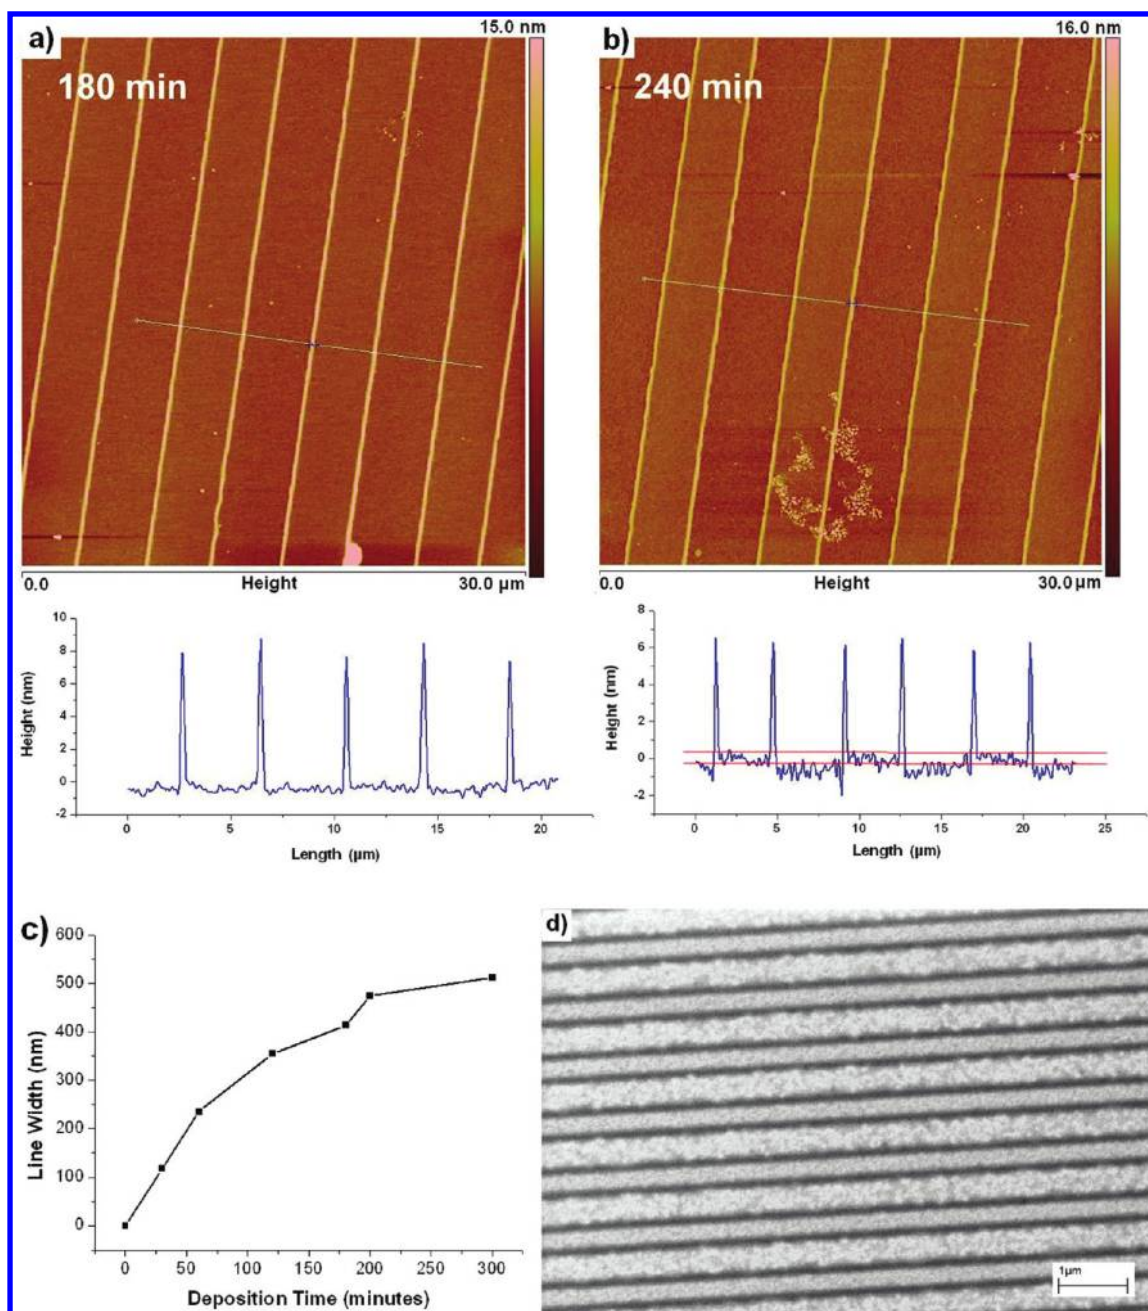 a)
15.0 nm
180 min
0.0
Height
30.0 µm
b)
16.0 nm
240 min
0.0
Height
30.0 µm
Height (nm)
10
8
6
4
2
0
-2
0
5
10
15
20
Length (µm)
Height (nm)
8
6
4
2
0
-2
0
5
10
15
20
25
Length (µm)
c)
Line Width (nm)
600
500
400
300
200
100
0
0
50
100
150
200
250
300
Deposition Time (minutes)
d)
1µm